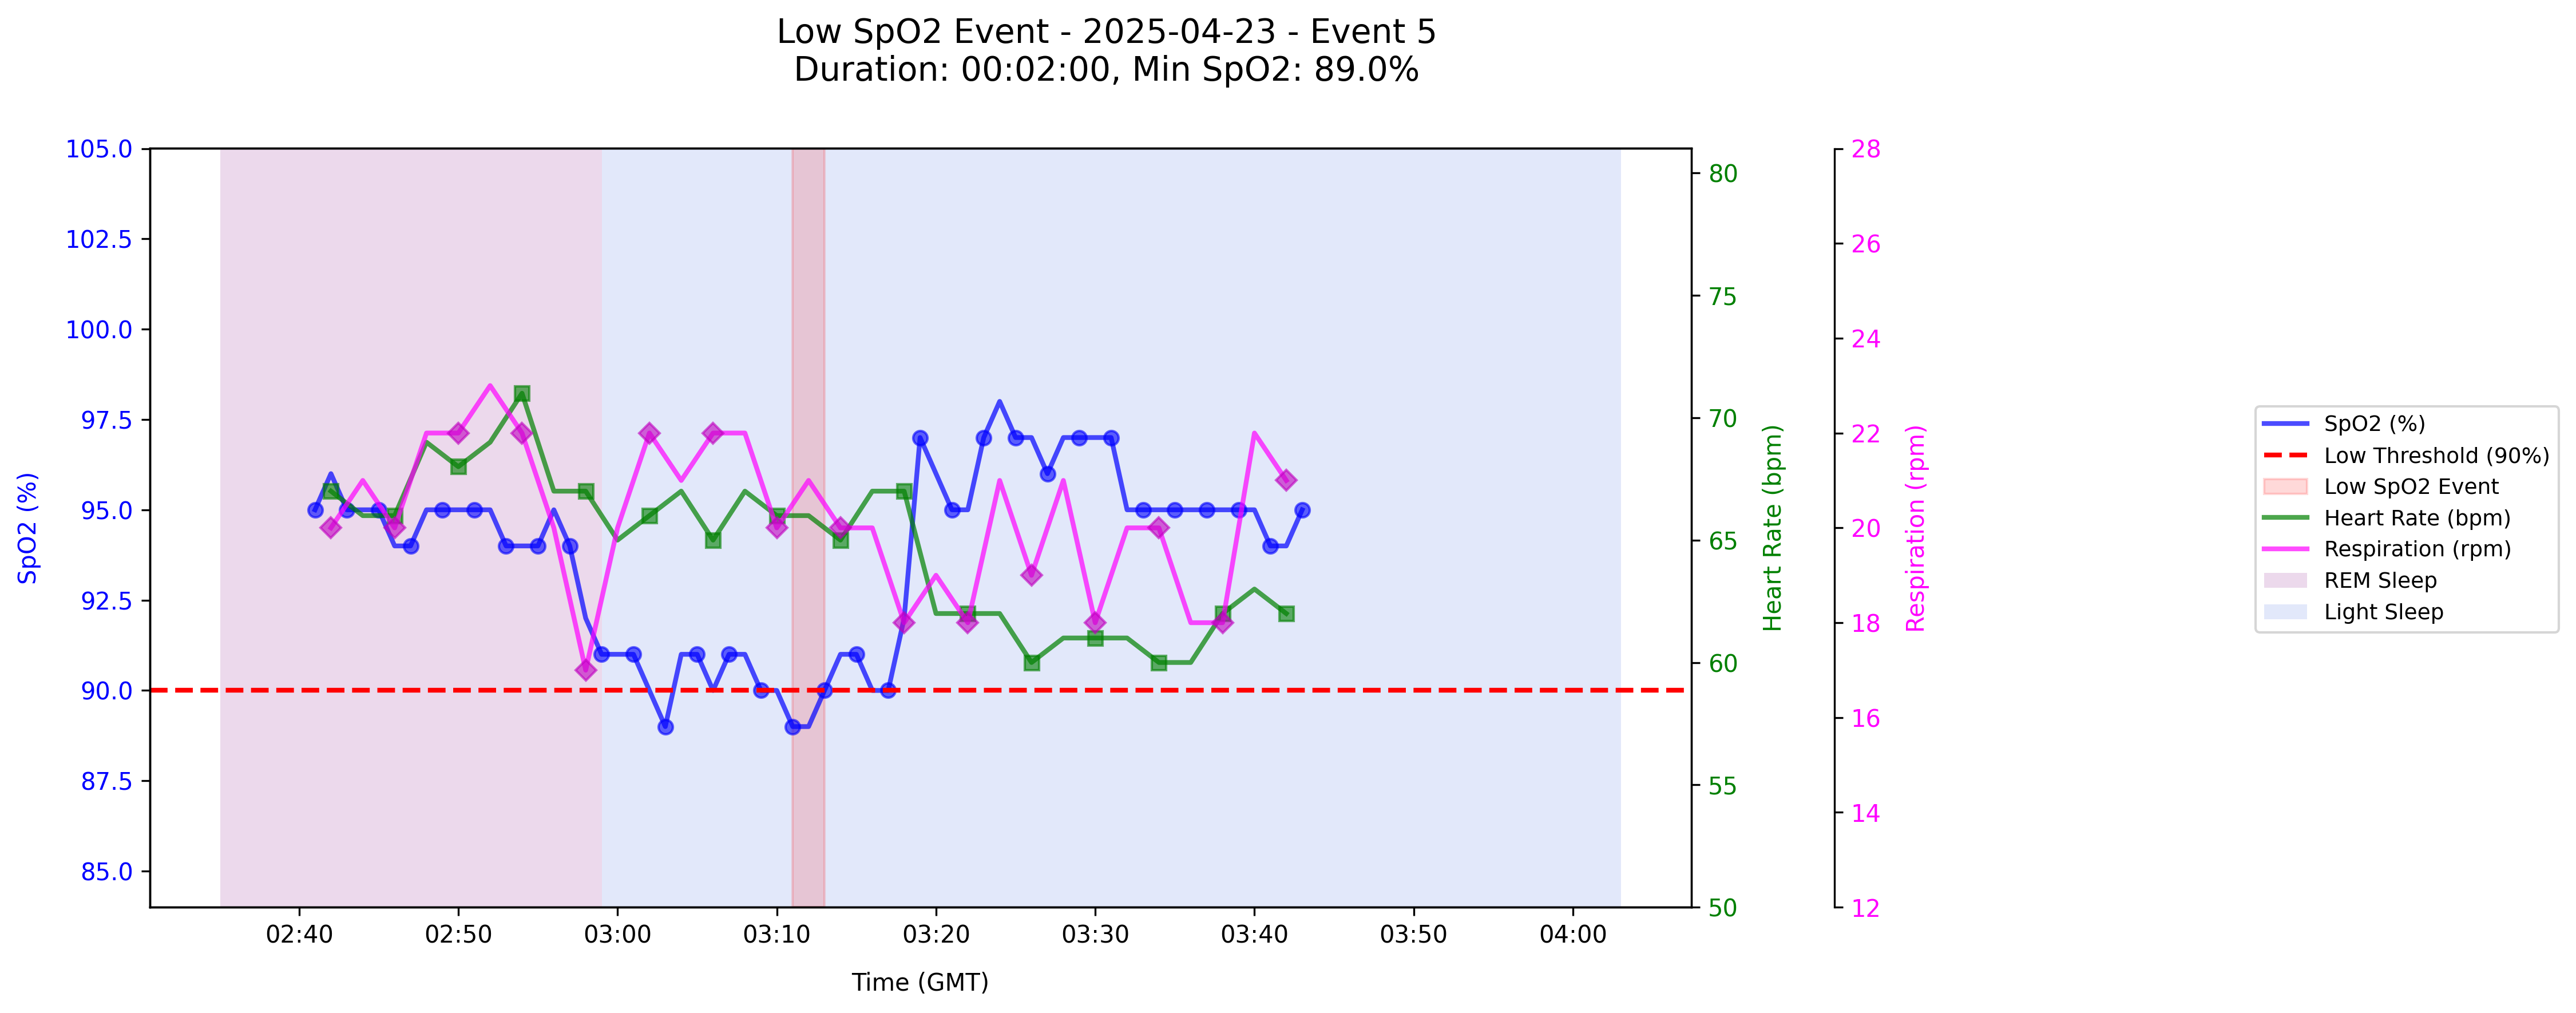 Low SpO2 Event - 2025-04-23 - Event 5
Duration: 00:02:00, Min SpO2: 89.0%
105.0
102.5
100.0
97.5
95.0
92.5
90.0
87.5
85.0
SpO2 (%)
02:40 02:50 03:00 03:10 03:20 03:30 03:40 03:50 04:00
Time (GMT)
80
75
70
65
60
55
50
Heart Rate (bpm)
28
26
24
22
20
18
16
14
12
Respiration (rpm)
SpO2 (%)
Low Threshold (90%)
Low SpO2 Event
Heart Rate (bpm)
Respiration (rpm)
REM Sleep
Light Sleep